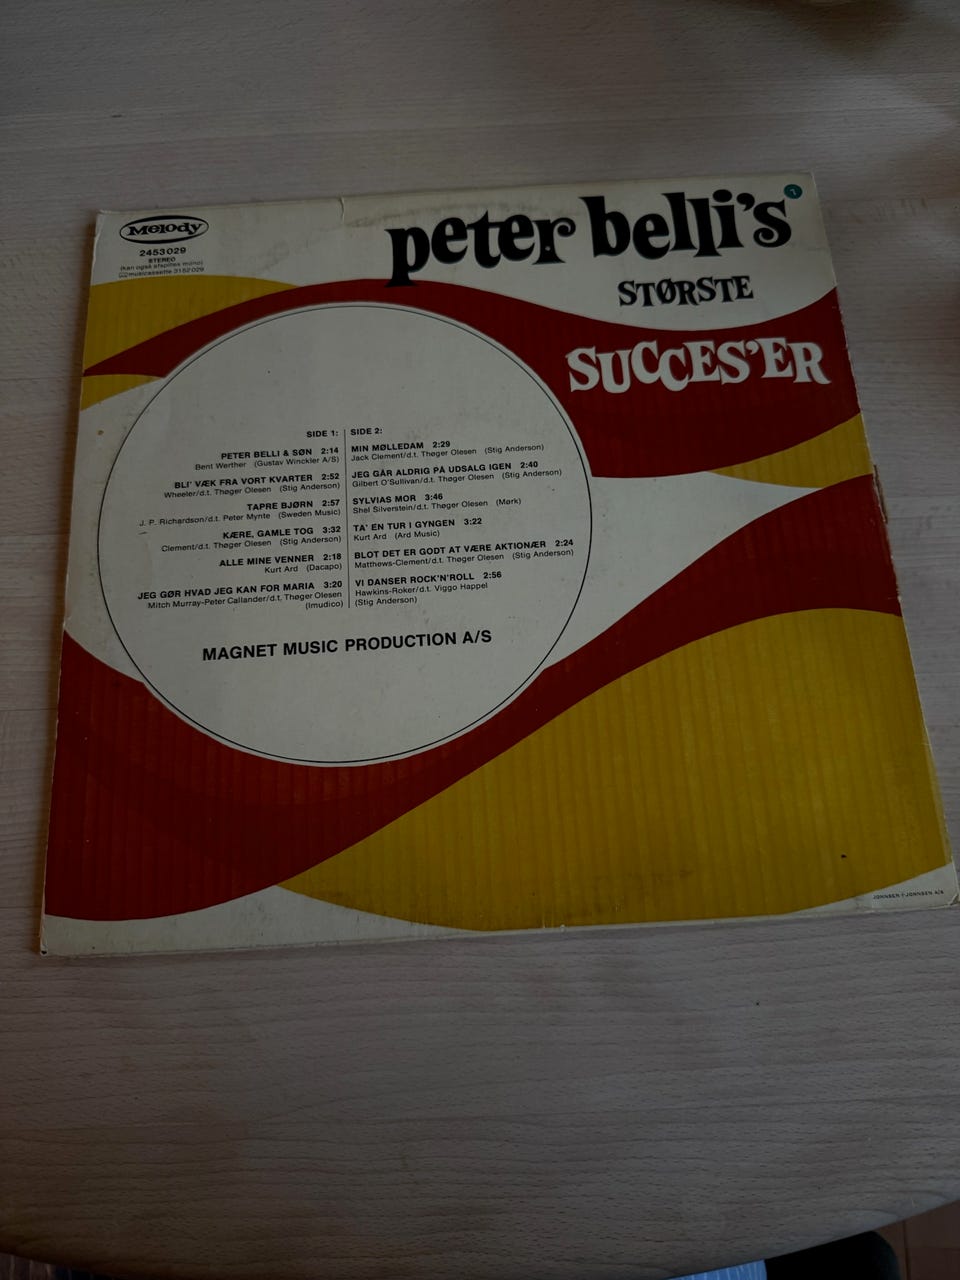 Melody
2453029
STEREO
(kan også afspilles mono)
musicassette 3152029
peter belli's
STØRSTE
SUCCES'ER
SIDE 1:
PETER BELLI & SØN 2:14
Bent Werther (Gustav Winckler A/S)
BLI' VÆK FRA VORT KVARTER 2:52
Wheeler/d.t. Thøger Olesen (Stig Anderson)
TAPRE BJØRN 2:57
J. P. Richardson/d.t. Peter Mynte (Sweden Music)
KÆRE, GAMLE TOG 3:32
Clement/d.t. Thøger Olesen (Stig Anderson)
ALLE MINE VENNER 2:18
Kurt Ard (Dacapo)
JEG GØR HVAD JEG KAN FOR MARIA 3:20
Mitch Murray-Peter Callander/d.t. Thøger Olesen
(Imudico)
SIDE 2:
MIN MØLLEDAM 2:29
Jack Clement/d.t. Thøger Olesen (Stig Anderson)
JEG GÅR ALDRIG PÅ UDSALG IGEN 2:40
Gilbert O'Sullivan/d.t. Thøger Olesen (Stig Anderson)
SYLVIAS MOR 3:46
Shel Silverstein/d.t. Thøger Olesen (Mørk)
TA' EN TUR I GYNGEN 3:22
Kurt Ard (Ard Music)
BLOT DET ER GODT AT VÆRE AKTIONÆR 2:24
Matthews-Clement/d.t. Thøger Olesen (Stig Anderson)
VI DANSER ROCK'N'ROLL 2:56
Hawkins-Roker/d.t. Viggo Happel
(Stig Anderson)
MAGNET MUSIC PRODUCTION A/S
JOHNSEN & JOHNSEN A/S